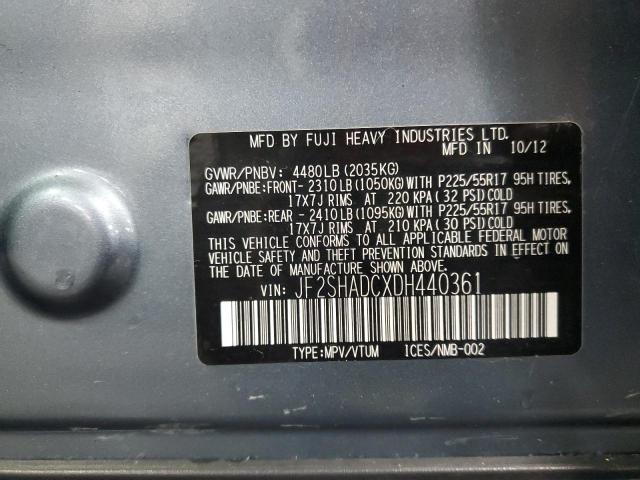 MFD BY FUJI HEAVY INDUSTRIES LTD.
MFD IN 10/12
GVWR/PNBV: 4480LB(2035KG)
GAWR/PNBE:FRONT- 2310LB(1050KG)WITH P225/55R17 95H TIRES,
17X7J RIMS AT 220 KPA(32 PSI)COLD
GAWR/PNBE:REAR - 2410LB(1095KG)WITH P225/55R17 95H TIRES,
17X7J RIMS AT 210 KPA(30 PSI)COLD
THIS VEHICLE CONFORMS TO ALL APPLICABLE FEDERAL MOTOR
VEHICLE SAFETY AND THEFT PREVENTION STANDARDS IN EFFECT ON
THE DATE OF MANUFACTURE SHOWN ABOVE.
VIN: JF2SHADCXDH440361
TYPE:MPV/VTUM ICES/NMB-002